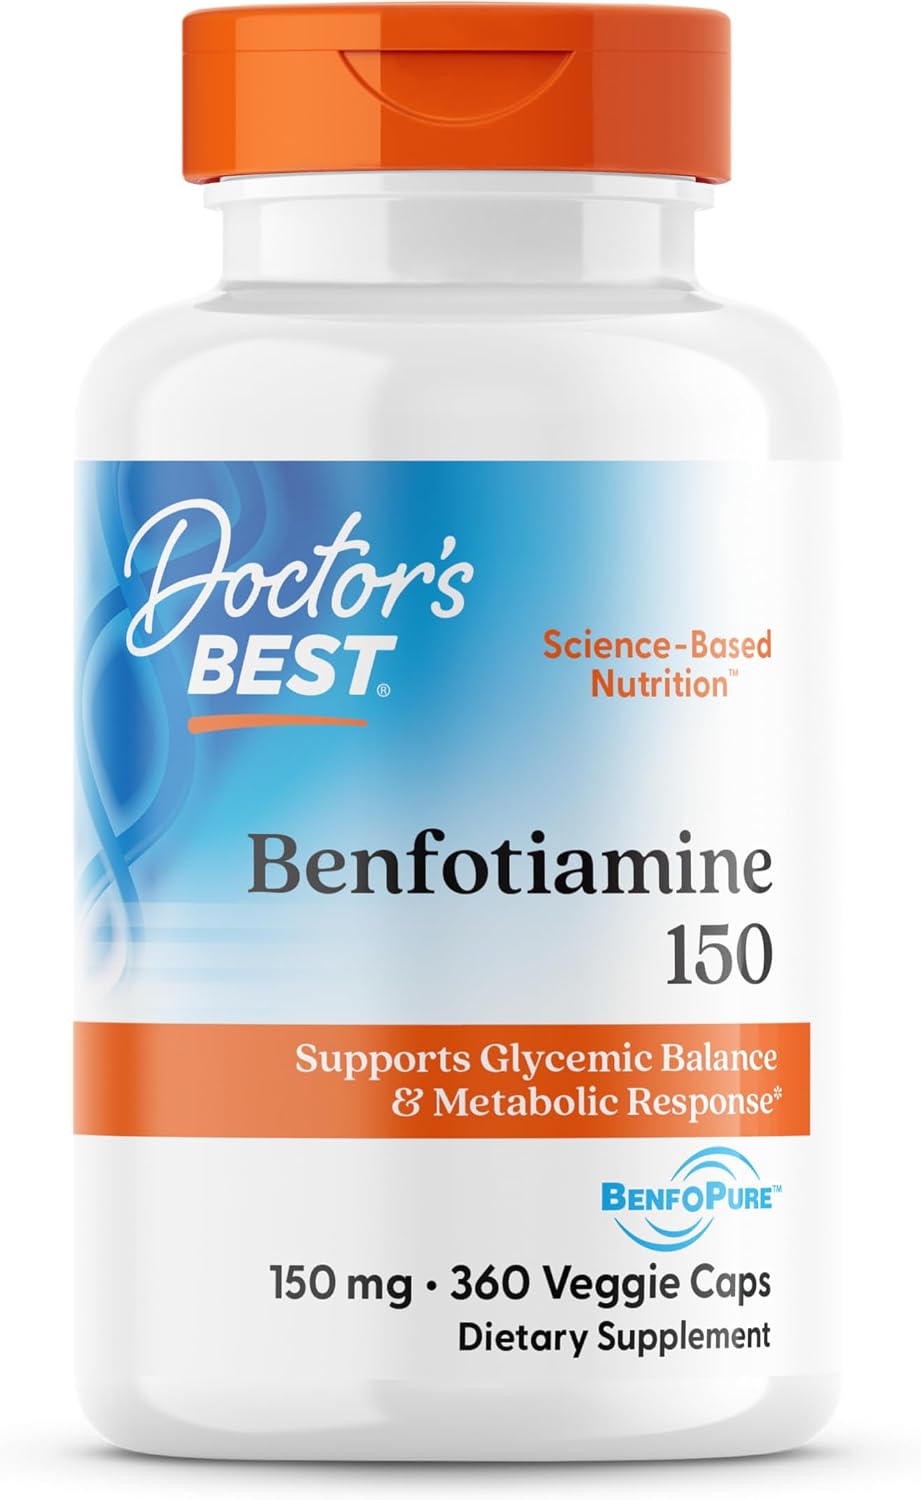 Doctor's
BEST®
Science-Based
Nutrition™
Benfotiamine
150
Supports Glycemic Balance
& Metabolic Response*
BENFOPURE™
150 mg • 360 Veggie Caps
Dietary Supplement